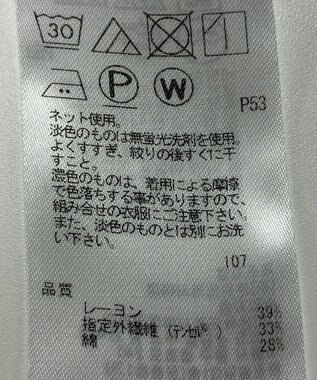 30
P W
P53
ネット使用。
淡色のものは無蛍光洗剤を使用。
よくすすぎ、絞りの後すぐに干
すこと。
濃色のものは、着用による摩擦
で色落ちする事がありますので、
組み合せの衣服にご注意下さい。
また、淡色のものとは別にお洗
い下さい。
107
品質
レーヨン 39%
指定外繊維(テンセル) 33%
綿 28%